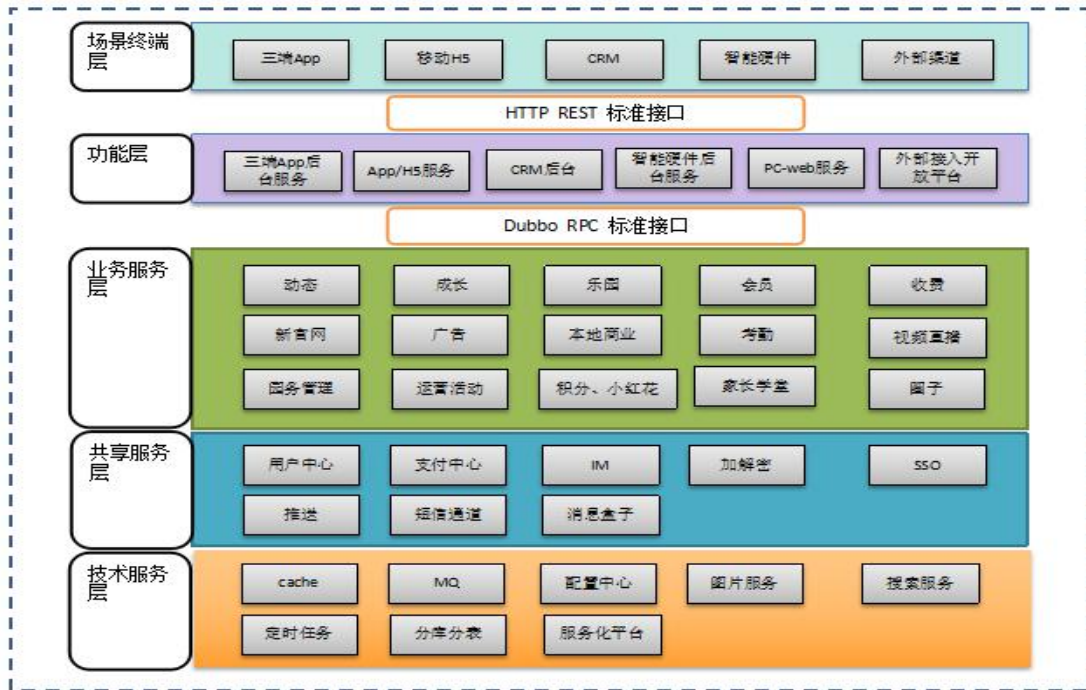 场景终端
层
三端App
移动H5
CRM
智能硬件
外部渠道
HTTP REST 标准接口
功能层
三端App后
台服务
App/H5服务
CRM后台
智能硬件后
台服务
PC-web服务
外部接入开
放平台
Dubbo RPC 标准接口
业务服务
层
动态
成长
乐园
会员
收费
新官网
广告
本地商业
考勤
视频直播
园务管理
运营活动
积分、小红花
家长学堂
圈子
共享服务
层
用户中心
支付中心
IM
加解密
SSO
推送
短信通道
消息盒子
技术服务
层
cache
MQ
配置中心
图片服务
搜索服务
定时任务
分库分表
服务化平台